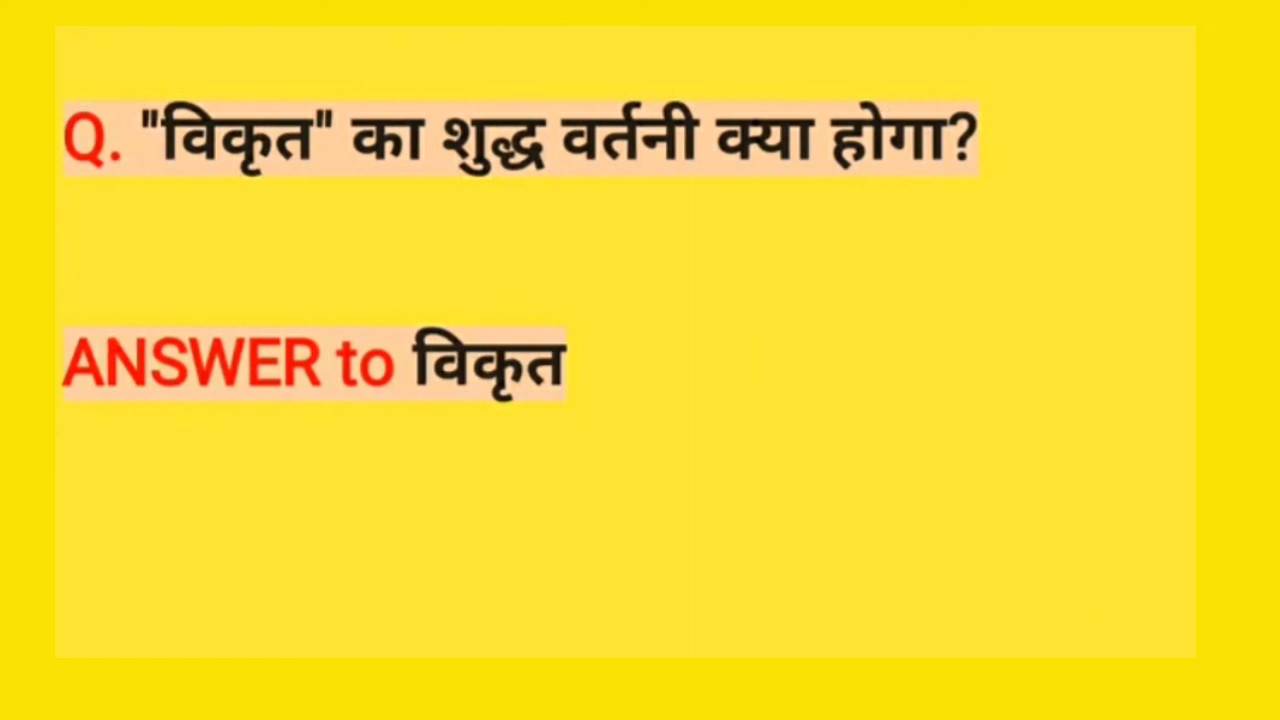 Q. "विकृत" का शुद्ध वर्तनी क्या होगा?
ANSWER to विकृत